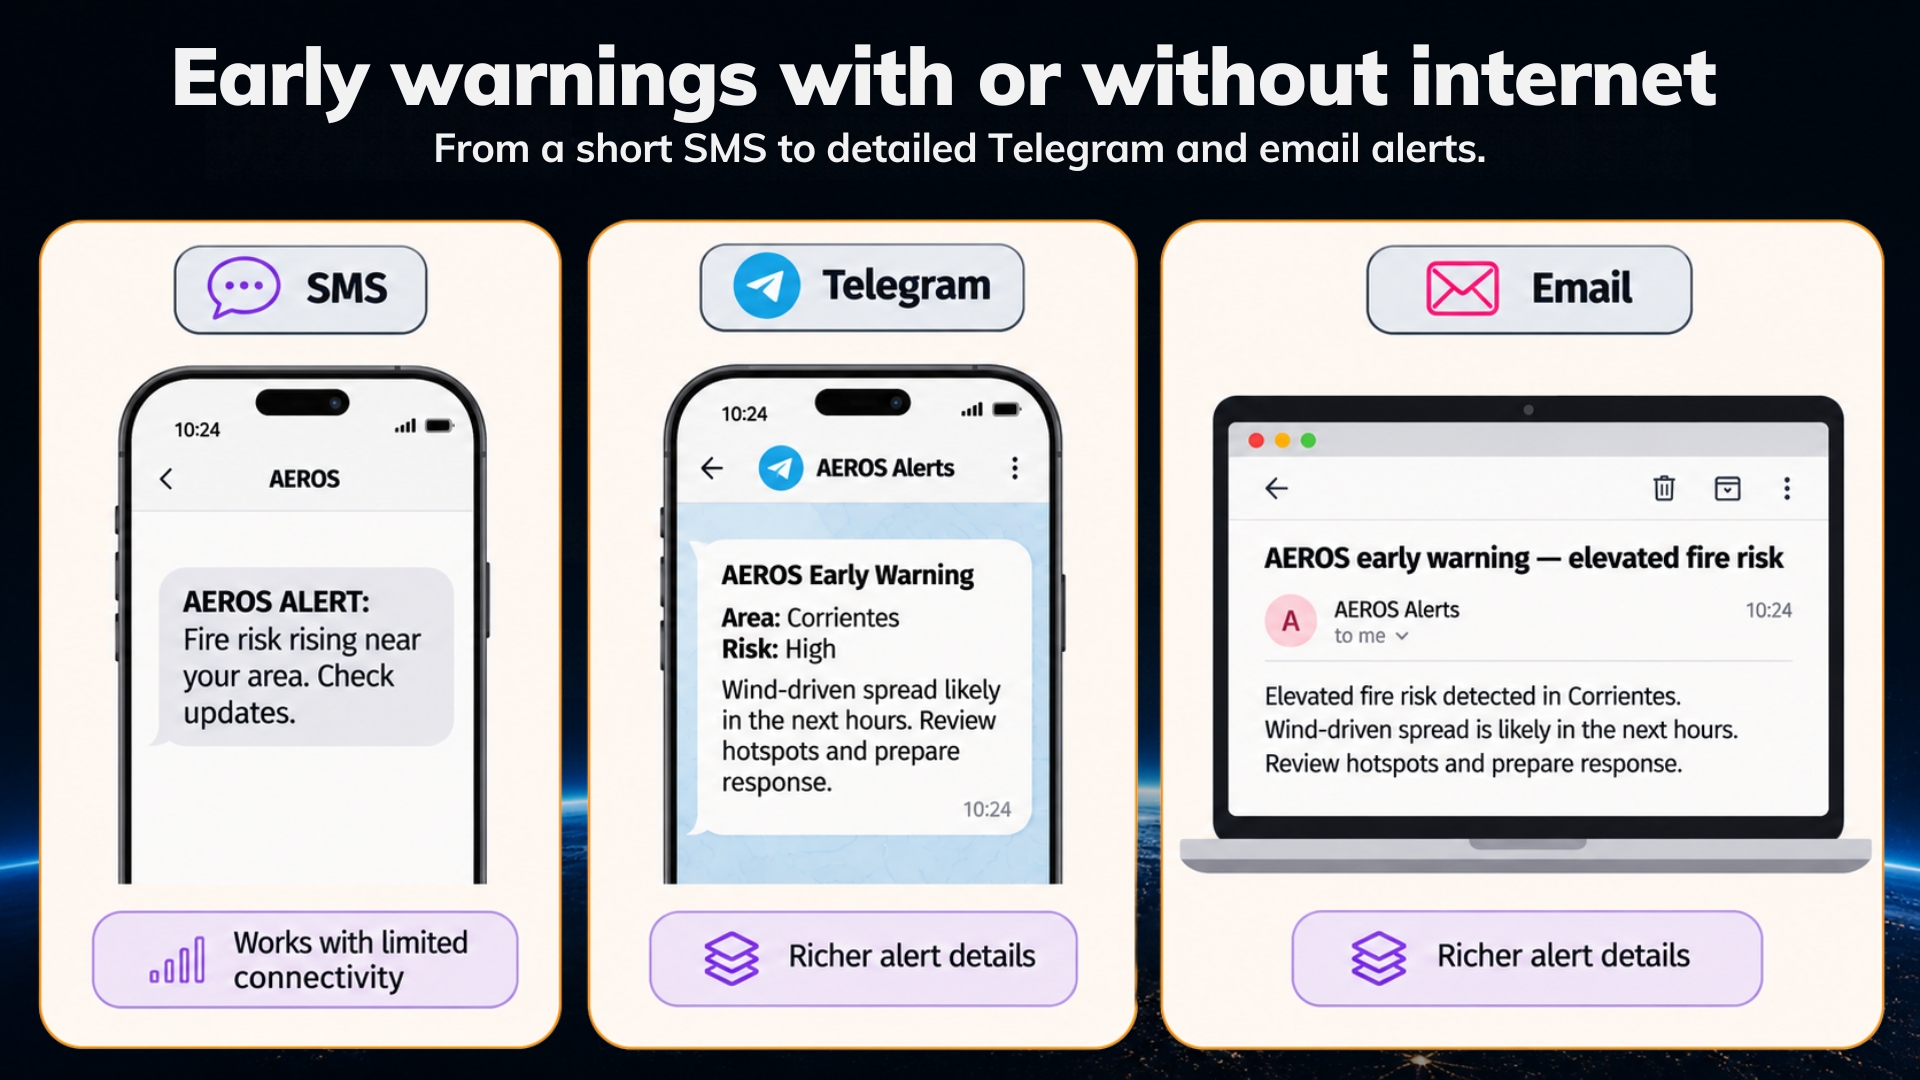 Early warnings with or without internet
From a short SMS to detailed Telegram and email alerts.
SMS
10:24
AEROS
AEROS ALERT:
Fire risk rising near
your area. Check
updates.
Works with limited
connectivity
Telegram
10:24
AEROS Alerts
AEROS Early Warning
Area: Corrientes
Risk: High
Wind-driven spread likely
in the next hours. Review
hotspots and prepare
response.
10:24
Richer alert details
Email
AEROS early warning — elevated fire risk
A
AEROS Alerts
10:24
to me
Elevated fire risk detected in Corrientes.
Wind-driven spread is likely in the next hours.
Review hotspots and prepare response.
Richer alert details